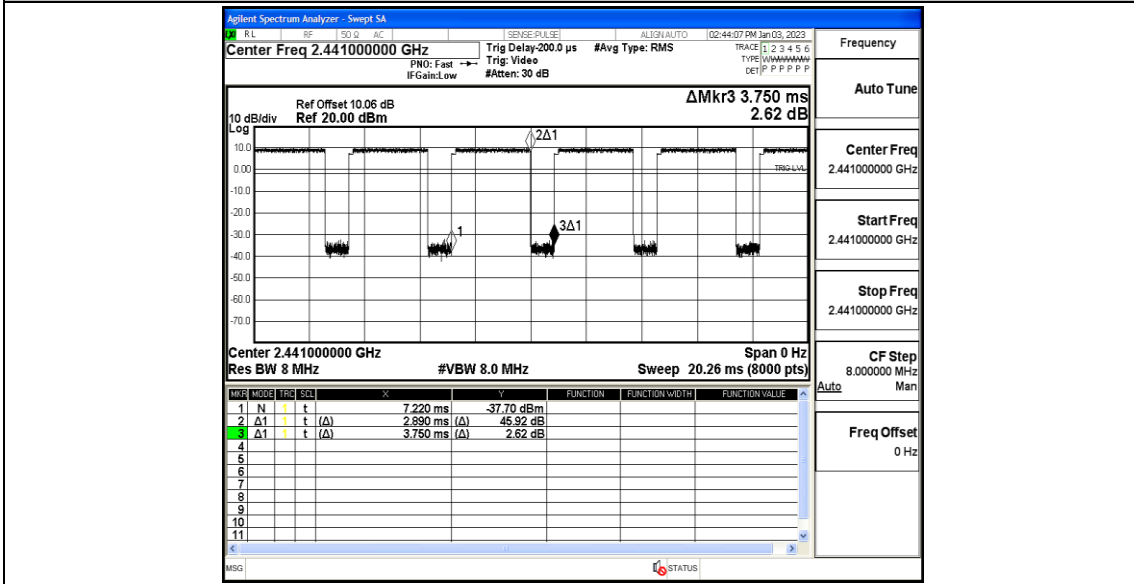 Agilent Spectrum Analyzer - Swept SA
LXI RL RF 50 Ω AC SENSE:PULSE ALIGN AUTO 02:44:07 PM Jan 03, 2023
Center Freq 2.441000000 GHz
PNO: Fast
IFGain:Low
Trig Delay-200.0 µs
Trig: Video
#Atten: 30 dB
#Avg Type: RMS
TRACE 1 2 3 4 5 6
TYPE WWWWWW
DET P P P P P P
ΔMkr3 3.750 ms
2.62 dB
Ref Offset 10.06 dB
10 dB/div Ref 20.00 dBm
Log
10.0
0.00
-10.0
-20.0
-30.0
-40.0
-50.0
-60.0
-70.0
2Δ1
TRIG LVL
1
3Δ1
Center 2.441000000 GHz Span 0 Hz
Res BW 8 MHz #VBW 8.0 MHz Sweep 20.26 ms (8000 pts)
MKR MODE TRC SCL X Y FUNCTION FUNCTION WIDTH FUNCTION VALUE
1 N 1 t 7.220 ms -37.70 dBm
2 Δ1 1 t (Δ) 2.890 ms (Δ) 45.92 dB
3 Δ1 1 t (Δ) 3.750 ms (Δ) 2.62 dB
4
5
6
7
8
9
10
11
MSG STATUS
Frequency
Auto Tune
Center Freq
2.441000000 GHz
Start Freq
2.441000000 GHz
Stop Freq
2.441000000 GHz
CF Step
8.000000 MHz
Auto Man
Freq Offset
0 Hz